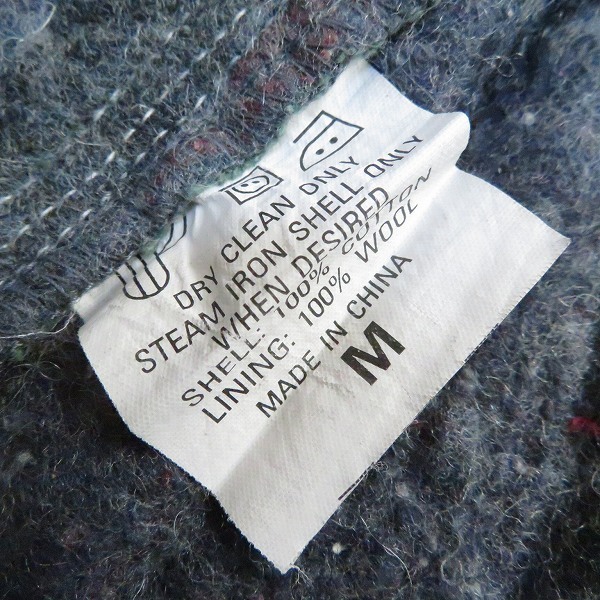 DRY CLEAN ONLY
STEAM IRON SHELL ONLY
WHEN DESIRED
SHELL: 100% COTTON
LINING: 100% WOOL
MADE IN CHINA
M